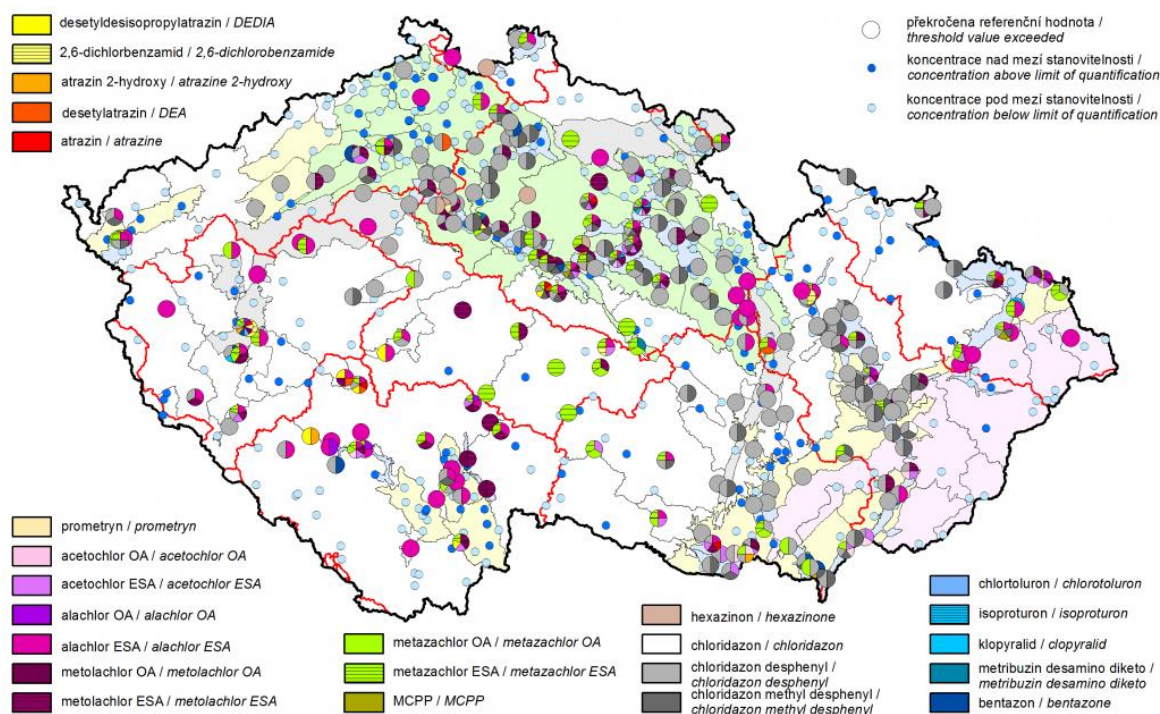 desetyldesisopropylatrazin / DEDIA
2,6-dichlorbenzamid / 2,6-dichlorobenzamide
atrazin 2-hydroxy / atrazine 2-hydroxy
desetylatrazin / DEA
atrazin / atrazine
překročena referenční hodnota /
threshold value exceeded
koncentrace nad mezí stanovitelnosti /
concentration above limit of quantification
koncentrace pod mezí stanovitelnosti /
concentration below limit of quantification
prometryn / prometryn
acetochlor OA / acetochlor OA
acetochlor ESA / acetochlor ESA
alachlor OA / alachlor OA
alachlor ESA / alachlor ESA
metolachlor OA / metolachlor OA
metolachlor ESA / metolachlor ESA
metazachlor OA / metazachlor OA
metazachlor ESA / metazachlor ESA
MCPP / MCPP
hexazinon / hexazinone
chloridazon / chloridazon
chloridazon desphenyl /
chloridazon desphenyl
chloridazon methyl desphenyl /
chloridazon methyl desphenyl
chlortoluron / chlorotoluron
isoproturon / isoproturon
klopyralid / clopyralid
metribuzin desamino diketo /
metribuzin desamino diketo
bentazon / bentazone